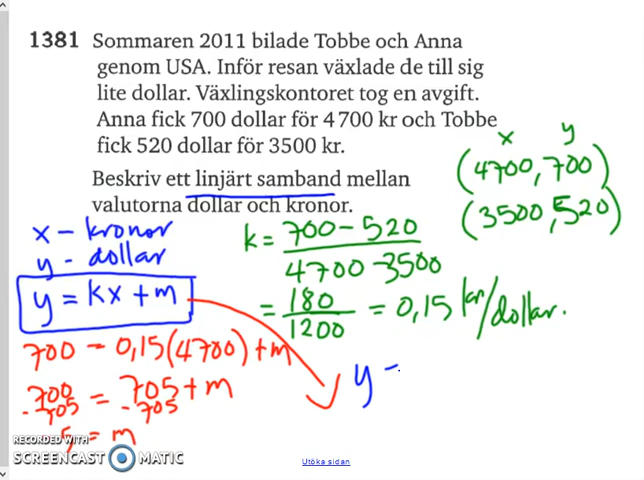 1381 Sommaren 2011 bilade Tobbe och Anna
genom USA. Inför resan växlade de till sig
lite dollar. Växlingskontoret tog en avgift.
Anna fick 700 dollar för 4 700 kr och Tobbe
fick 520 dollar för 3500 kr.
Beskriv ett linjärt samband mellan
valutorna dollar och kronor.
x y
(4700, 700)
(3500, 520)
x - kronor
y - dollar
y = kx + m
k = 700 - 520
4700 - 3500
= 180 = 0,15 kr/dollar.
1200
700 = 0,15(4700) + m
700 = 705 + m
-705 -705
5 = m
y -
RECORDED WITH
SCREENCAST MATIC
Utöka sidan